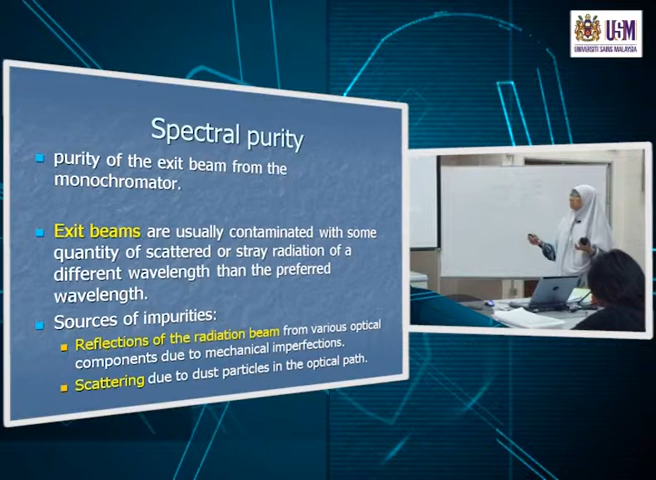 USM
UNIVERSITI SAINS MALAYSIA
Spectral purity
purity of the exit beam from the
monochromator.
Exit beams are usually contaminated with some
quantity of scattered or stray radiation of a
different wavelength than the preferred
wavelength.
Sources of impurities:
Reflections of the radiation beam from various optical
components due to mechanical imperfections.
Scattering due to dust particles in the optical path.